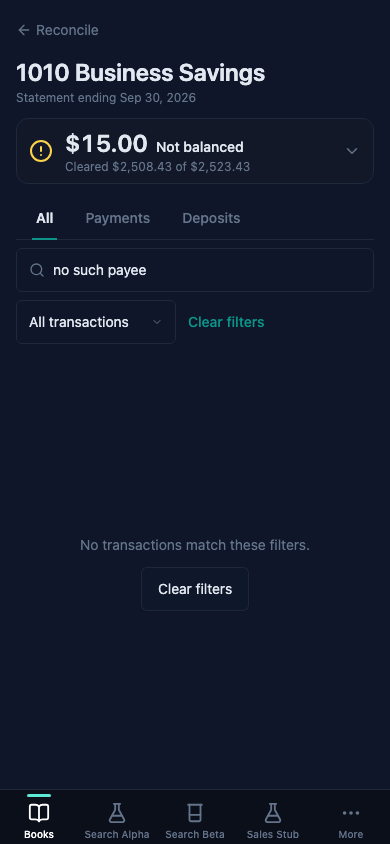 Reconcile
1010 Business Savings
Statement ending Sep 30, 2026
$15.00 Not balanced
Cleared $2,508.43 of $2,523.43
All Payments Deposits
no such payee
All transactions Clear filters
No transactions match these filters.
Clear filters
Books Search Alpha Search Beta Sales Stub More